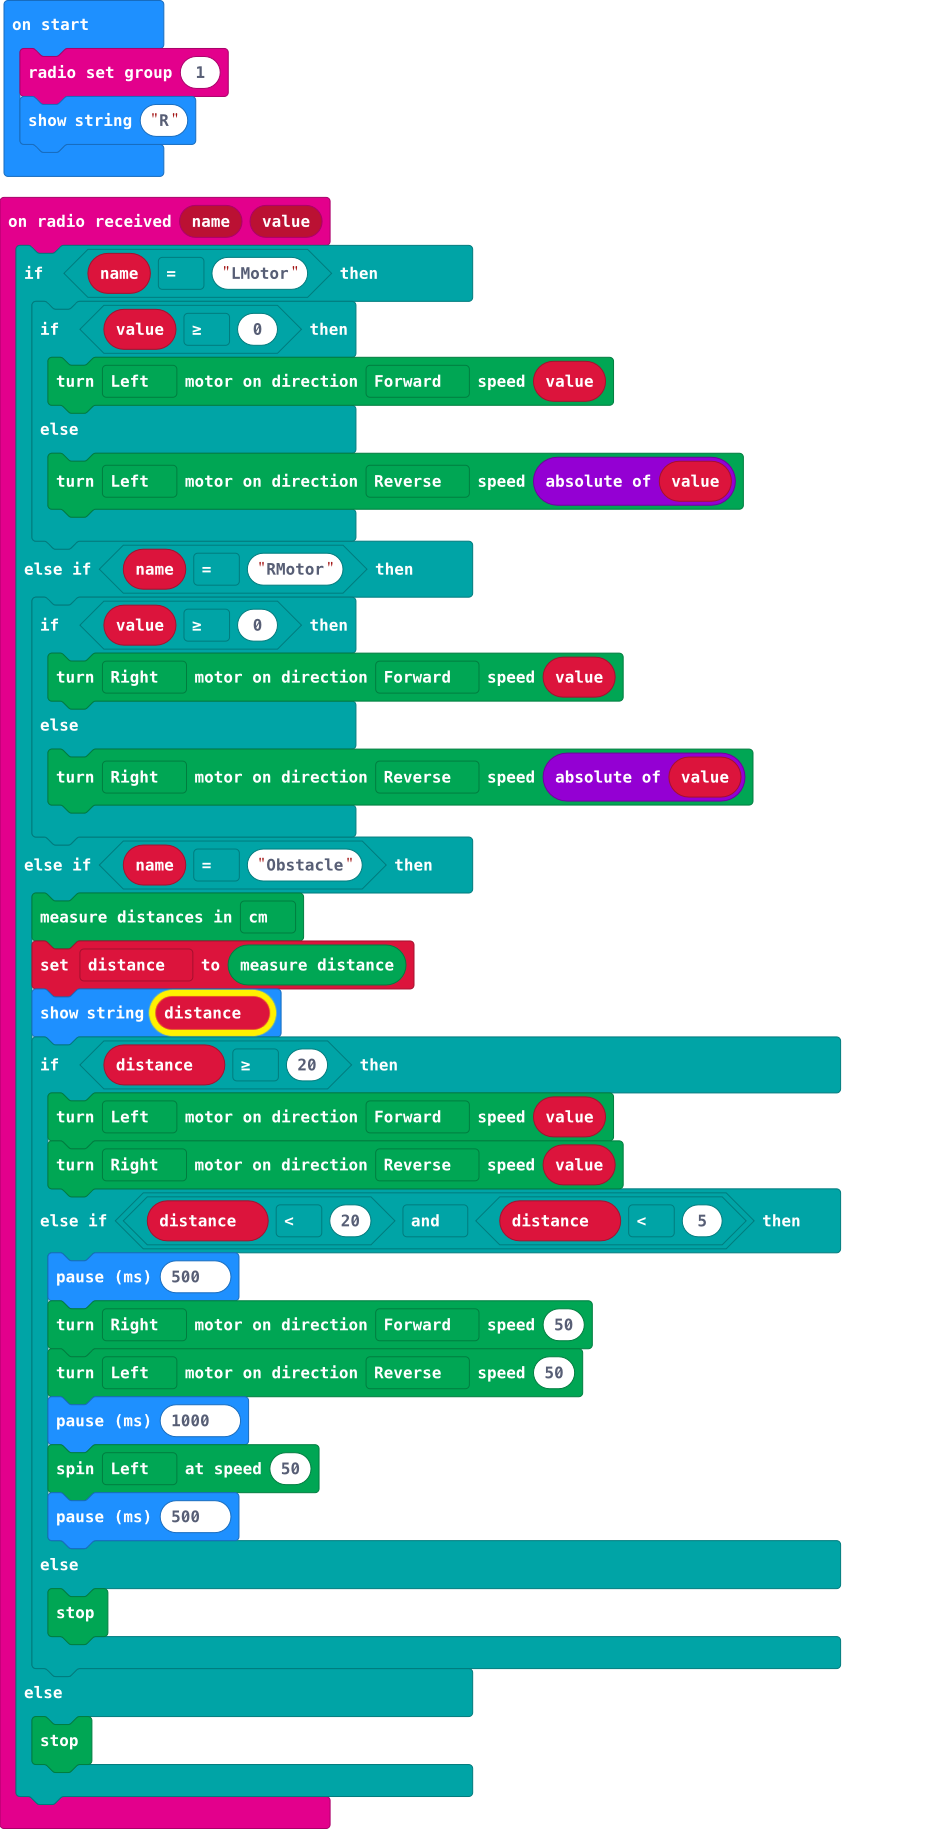 on start
radio set group 1
show string "R"
on radio received name value
if name = "LMotor" then
if value ≥ 0 then
turn Left motor on direction Forward speed value
else
turn Left motor on direction Reverse speed absolute of value
else if name = "RMotor" then
if value ≥ 0 then
turn Right motor on direction Forward speed value
else
turn Right motor on direction Reverse speed absolute of value
else if name = "Obstacle" then
measure distances in cm
set distance to measure distance
show string distance
if distance ≥ 20 then
turn Left motor on direction Forward speed value
turn Right motor on direction Reverse speed value
else if distance < 20 and distance < 5 then
pause (ms) 500
turn Right motor on direction Forward speed 50
turn Left motor on direction Reverse speed 50
pause (ms) 1000
spin Left at speed 50
pause (ms) 500
else
stop
else
stop